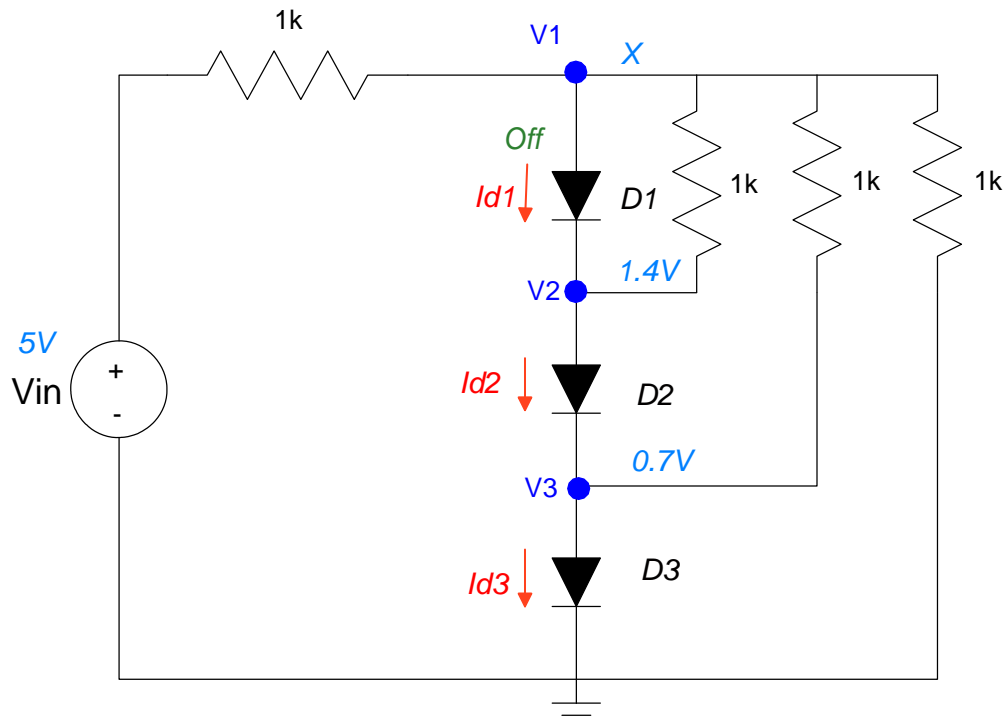 1k
V1
X
Off
Id1
D1
1k
1k
1k
V2
1.4V
5V
Vin
+
-
Id2
D2
0.7V
V3
Id3
D3